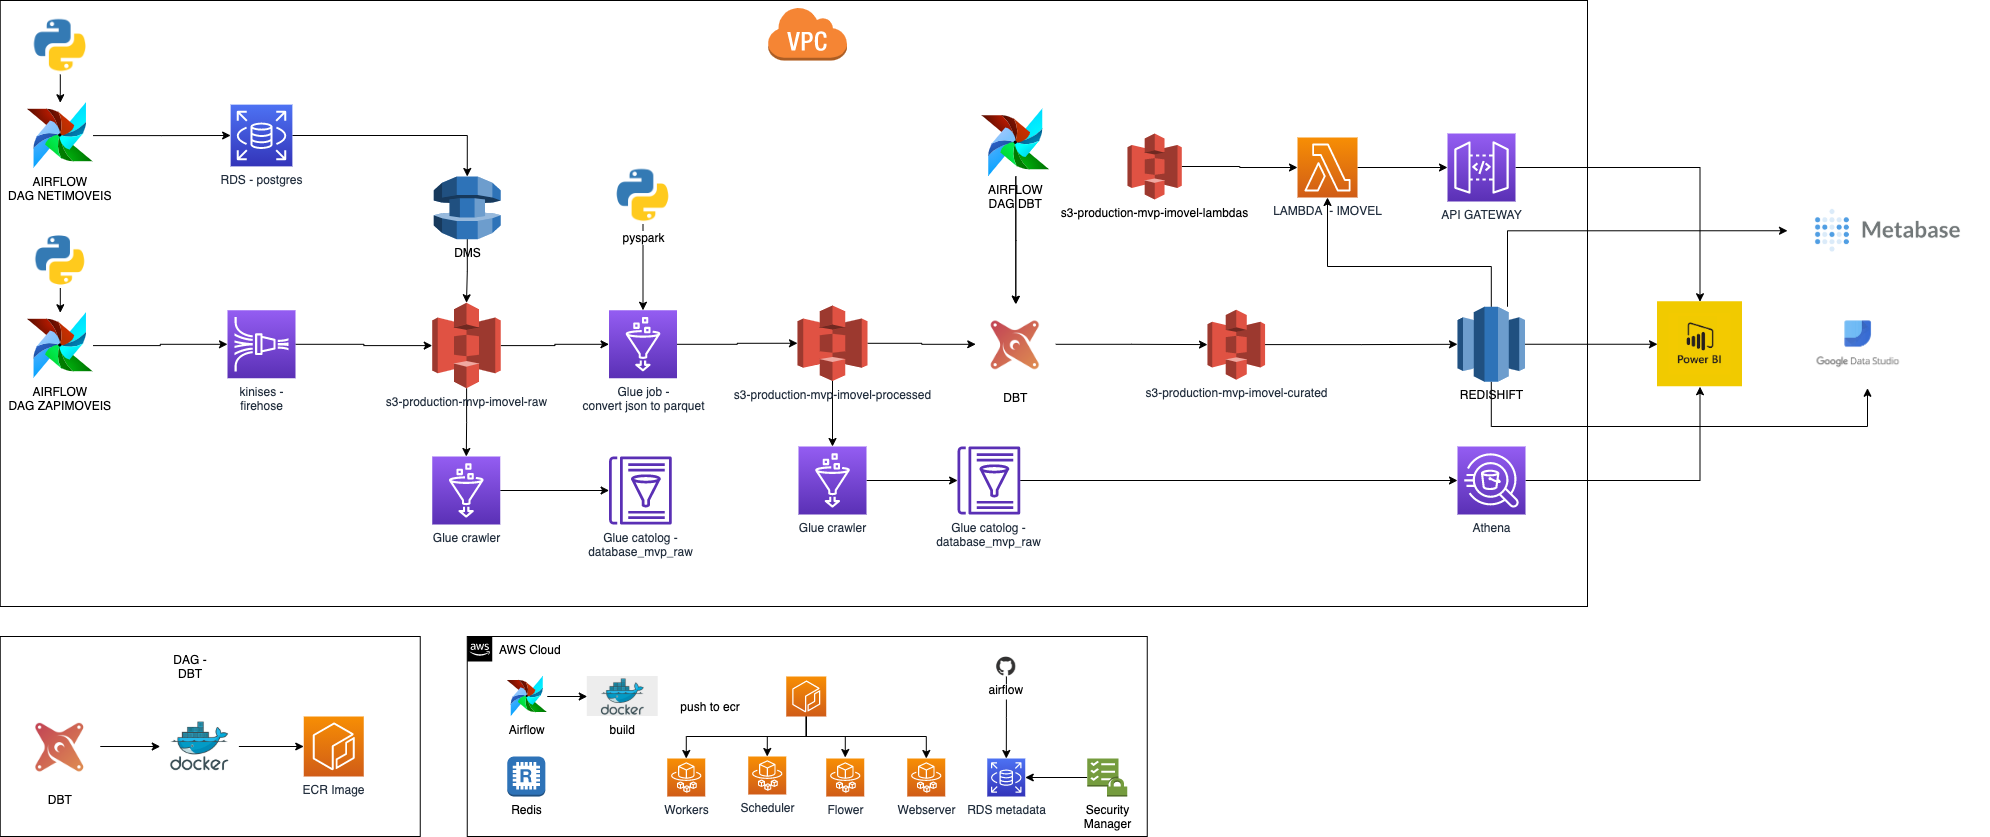 VPC
AIRFLOW
DAG NETIMOVEIS
RDS - postgres
DMS
pyspark
AIRFLOW
DAG DBT
s3-production-mvp-imovel-lambdas
LAMBDA - IMOVEL
API GATEWAY
Metabase
AIRFLOW
DAG ZAPIMOVEIS
kinises -
firehose
s3-production-mvp-imovel-raw
Glue job -
convert json to parquet
s3-production-mvp-imovel-processed
DBT
s3-production-mvp-imovel-curated
REDISHIFT
Power BI
Google Data Studio
Glue crawler
Glue catolog -
database_mvp_raw
Glue crawler
Glue catolog -
database_mvp_raw
Athena
DAG -
DBT
DBT
docker
ECR Image
aws
AWS Cloud
Airflow
docker
build
push to ecr
airflow
R
Redis
Workers
Scheduler
Flower
Webserver
RDS metadata
Security
Manager